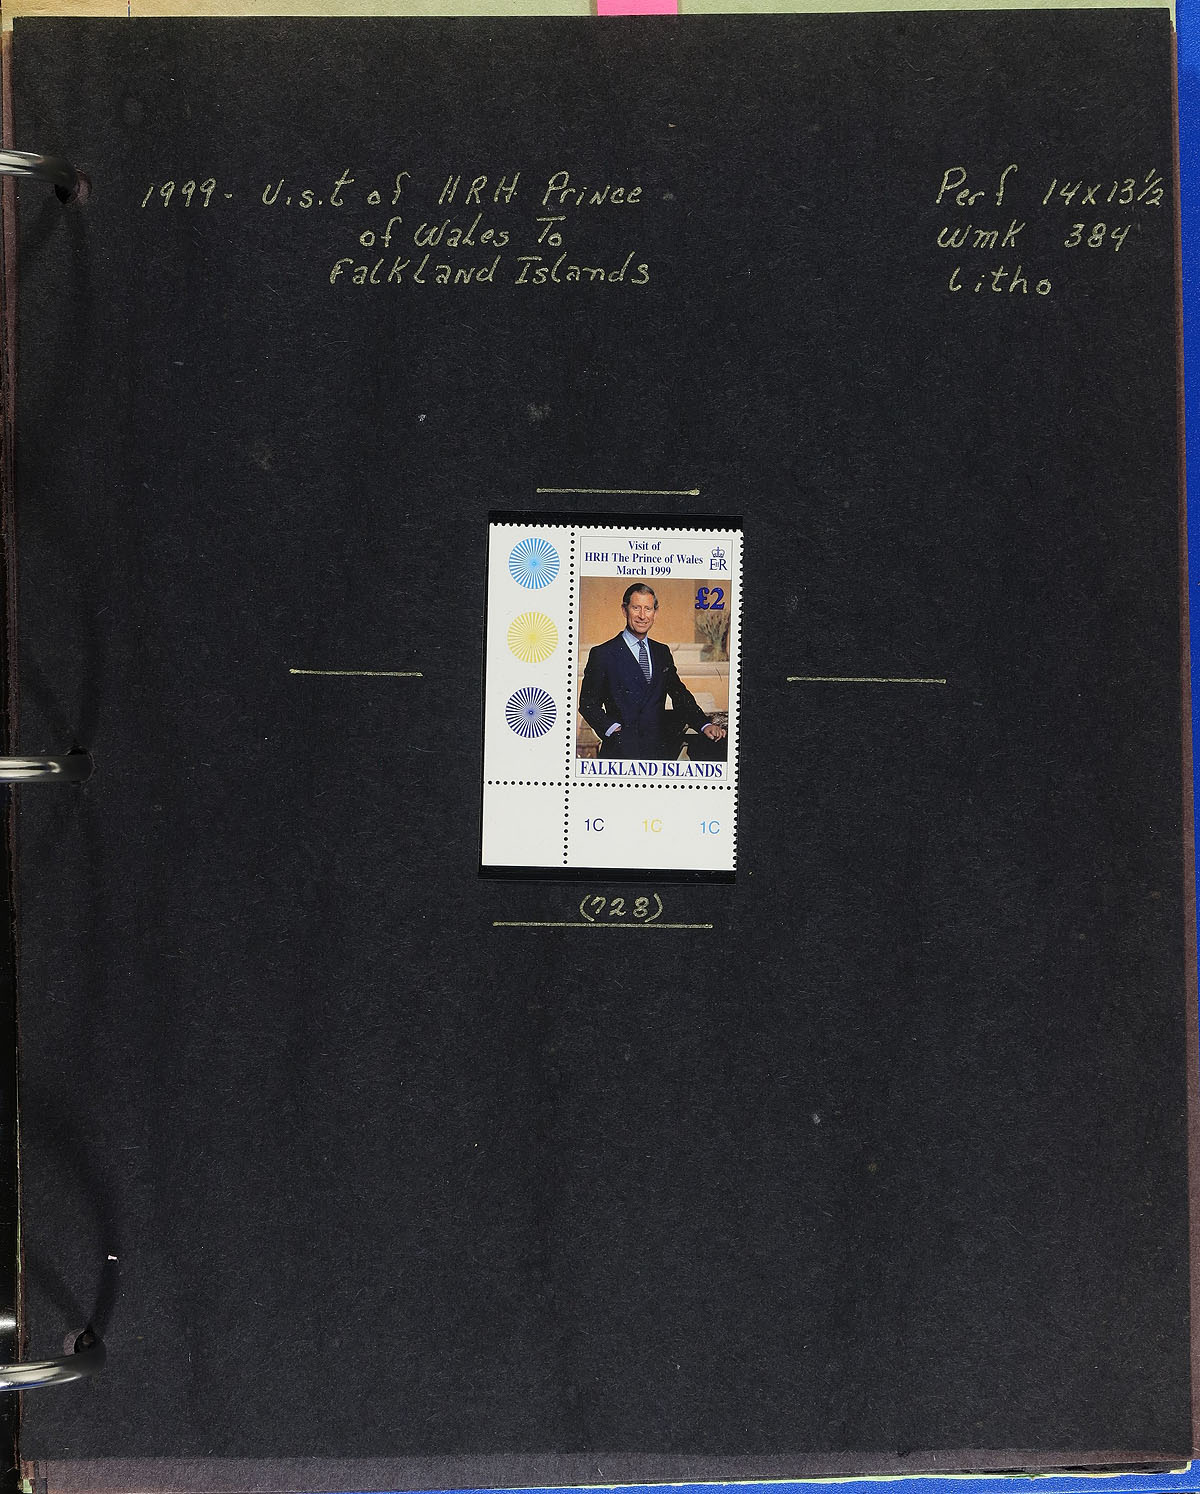 1999- Visit of HRH Prince
of Wales To
Falkland Islands
Perf 14x13½
Wmk 384
Litho
Visit of
HRH The Prince of Wales
March 1999
EIIR
£2
FALKLAND ISLANDS
1C 1C 1C
(728)